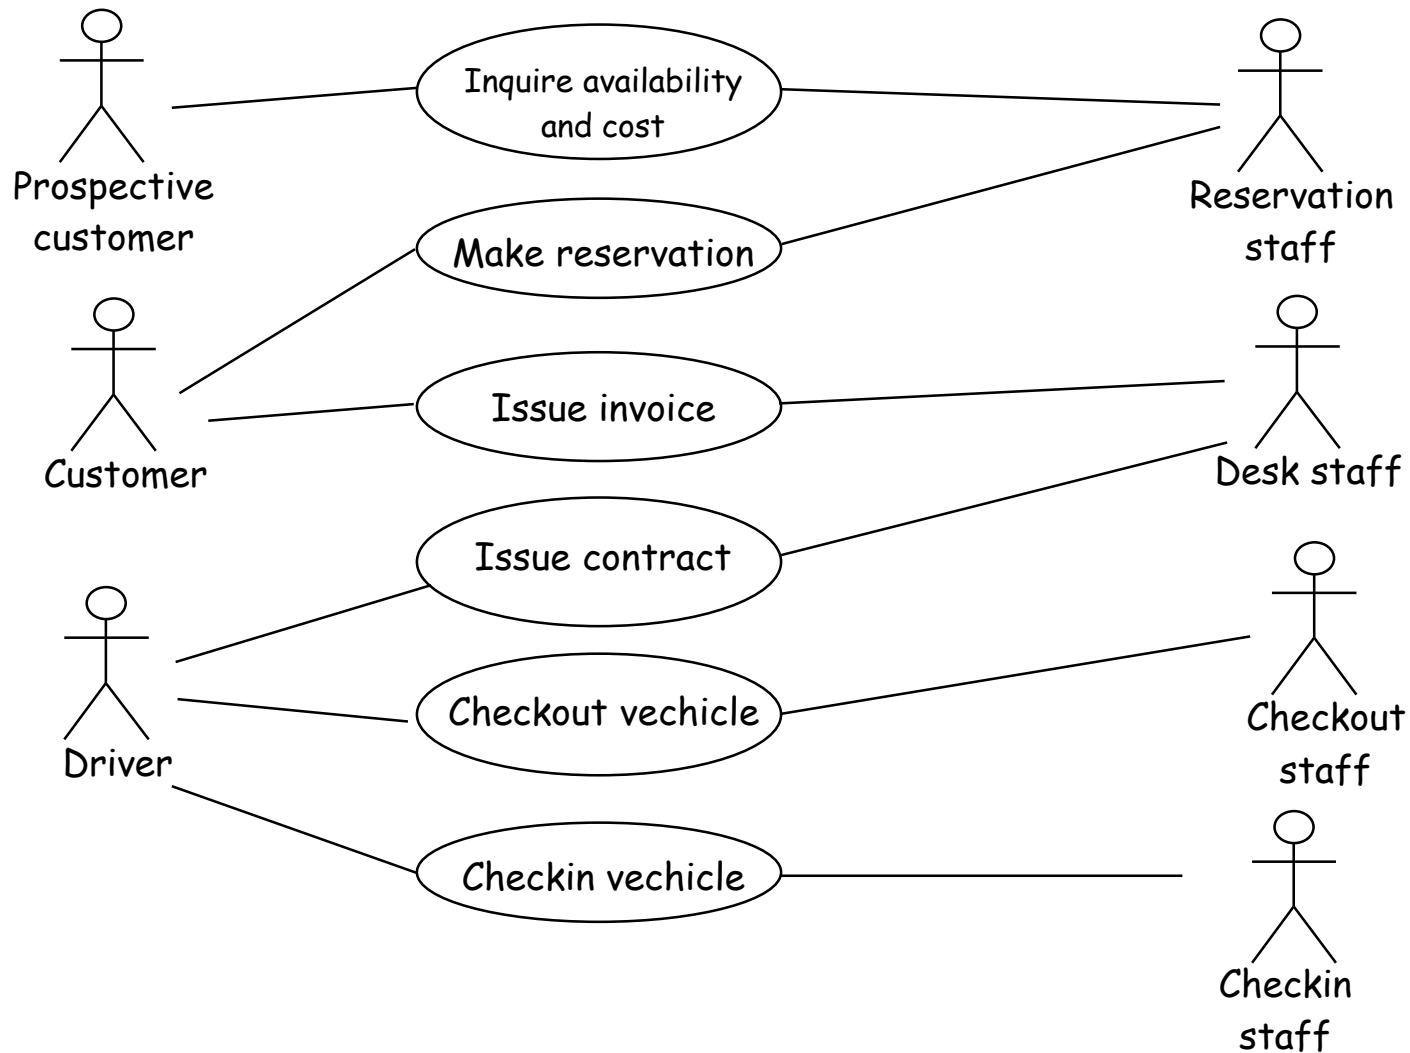 Inquire availability
and cost
Prospective
customer
Reservation
staff
Make reservation
Issue invoice
Customer
Desk staff
Issue contract
Checkout vechicle
Driver
Checkout
staff
Checkin vechicle
Checkin
staff